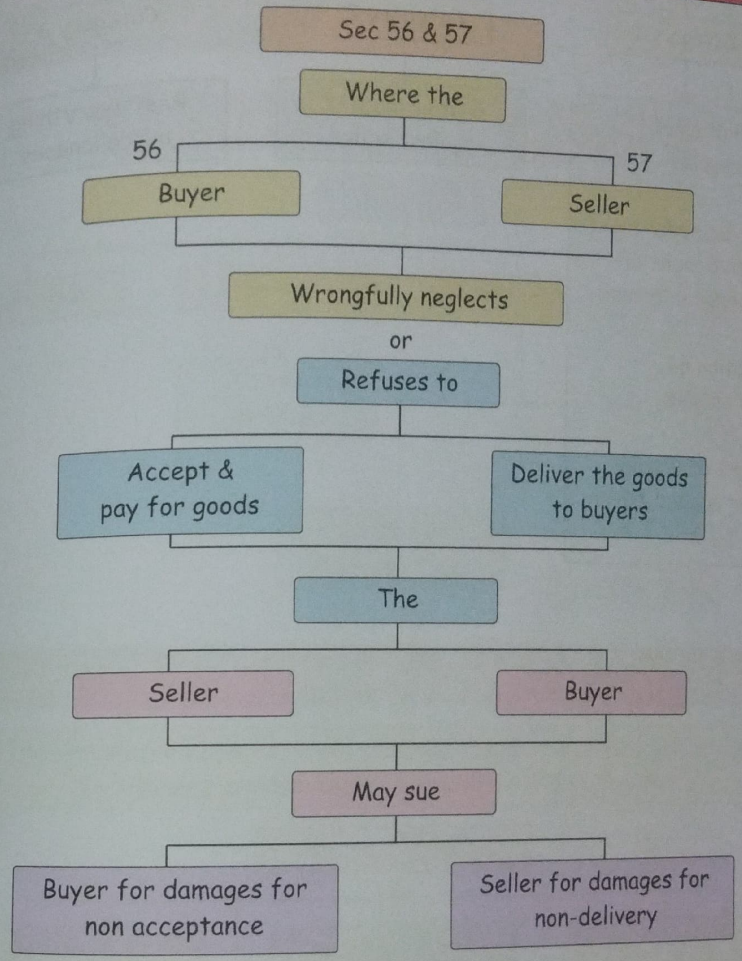 Sec 56 & 57
Where the
56
57
Buyer
Seller
Wrongfully neglects
or
Refuses to
Accept &
pay for goods
Deliver the goods
to buyers
The
Seller
Buyer
May sue
Buyer for damages for
non acceptance
Seller for damages for
non-delivery